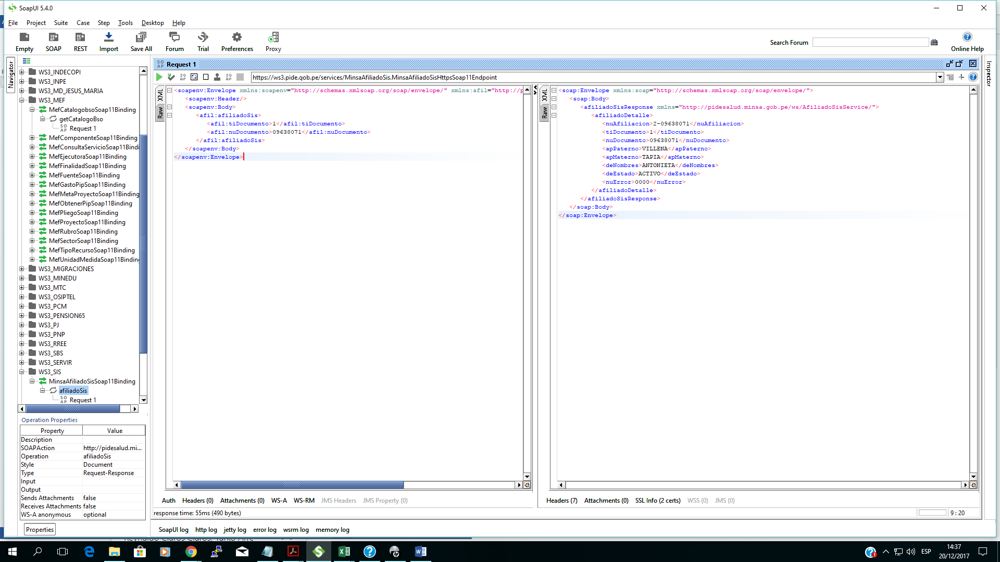 SoapUI 5.4.0
File Project Suite Case Step Tools Desktop Help
Empty SOAP REST Import Save All Forum Trial Preferences Proxy
Search Forum
Online Help
Navigator
WS3_INDECOPI
WS3_INPE
WS3_MD_JESUS_MARIA
WS3_MEF
MefCatalogobsoSoap11Binding
getCatalogoBso
Request 1
MefComponenteSoap11Binding
MefConsultaServicioSoap11Bindi
MefEjecutoraSoap11Binding
MefFinalidadSoap11Binding
MefFuenteSoap11Binding
MefGastoPipSoap11Binding
MefMetaProyectoSoap11Binding
MefObtenerPipSoap11Binding
MefPliegoSoap11Binding
MefProyectoSoap11Binding
MefRubroSoap11Binding
MefSectorSoap11Binding
MefTipoRecursoSoap11Binding
MefUnidadMedidaSoap11Binding
WS3_MIGRACIONES
WS3_MINEDU
WS3_MTC
WS3_OSIPTEL
WS3_PCM
WS3_PENSION65
WS3_PJ
WS3_PNP
WS3_RREE
WS3_SBS
WS3_SERVIR
WS3_SIS
MinsaAfiliadoSisSoap11Binding
afiliadoSis
Request 1
Operation Properties
Property Value
Description
SOAPAction http://pidesalud.mi...
Operation afiliadoSis
Style Document
Type Request-Response
Input
Output
Sends Attachments false
Receives Attachments false
WS-A anonymous optional
Properties
Request 1
https://ws3.pide.gob.pe/services/MinsaAfiliadoSis.MinsaAfiliadoSisHttpsSoap11Endpoint
XML
Raw
<soapenv:Envelope xmlns:soapenv="http://schemas.xmlsoap.org/soap/envelope/" xmlns:afil="http://p
<soapenv:Header/>
<soapenv:Body>
<afil:afiliadoSis>
<afil:tiDocumento>1</afil:tiDocumento>
<afil:nuDocumento>09638071</afil:nuDocumento>
</afil:afiliadoSis>
</soapenv:Body>
</soapenv:Envelope>
Auth Headers (0) Attachments (0) WS-A WS-RM JMS Headers JMS Property (0)
response time: 55ms (490 bytes)
XML
Raw
<soap:Envelope xmlns:soap="http://schemas.xmlsoap.org/soap/envelope/">
<soap:Body>
<afiliadoSisResponse xmlns="http://pidesalud.minsa.gob.pe/ws/AfiliadoSisService/">
<afiliadoDetalle>
<nuAfiliacion>2-09638071</nuAfiliacion>
<tiDocumento>1</tiDocumento>
<nuDocumento>09638071</nuDocumento>
<apPaterno>VILLENA</apPaterno>
<apMaterno>TAPIA</apMaterno>
<deNombres>ANTONIETA</deNombres>
<deEstado>ACTIVO</deEstado>
<nuError>0000</nuError>
</afiliadoDetalle>
</afiliadoSisResponse>
</soap:Body>
</soap:Envelope>
Headers (7) Attachments (0) SSL Info (2 certs) WSS (0) JMS (0)
9 : 20
Inspector
SoapUI log http log jetty log error log wsrm log memory log
ESP
14:37
20/12/2017